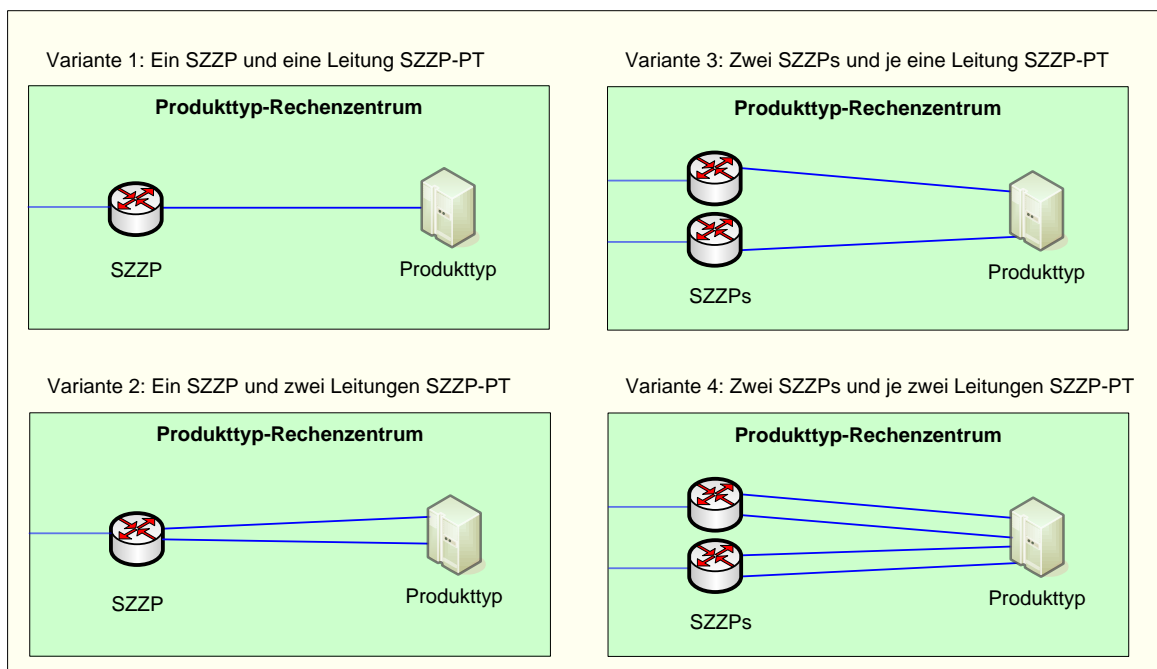 Variante 1: Ein SZZP und eine Leitung SZZP-PT
Produkttyp-Rechenzentrum
SZZP
Produkttyp
Variante 3: Zwei SZZPs und je eine Leitung SZZP-PT
Produkttyp-Rechenzentrum
SZZPs
Produkttyp
Variante 2: Ein SZZP und zwei Leitungen SZZP-PT
Produkttyp-Rechenzentrum
SZZP
Produkttyp
Variante 4: Zwei SZZPs und je zwei Leitungen SZZP-PT
Produkttyp-Rechenzentrum
SZZPs
Produkttyp